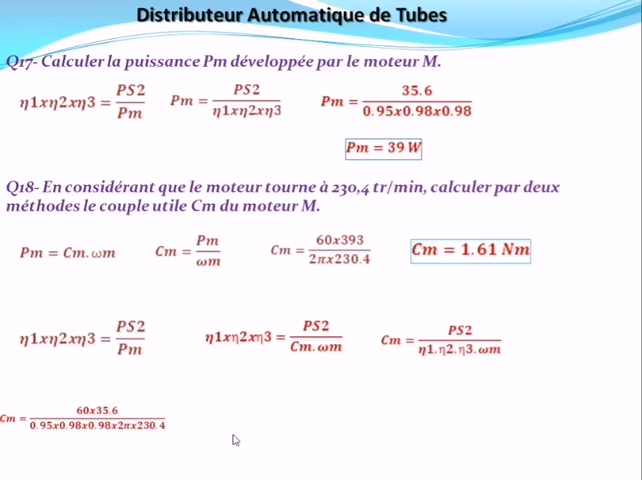 Distributeur Automatique de Tubes
Q17- Calculer la puissance Pm développée par le moteur M.
η1xη2xη3 = PS2 / Pm   Pm = PS2 / η1xη2xη3   Pm = 35.6 / 0.95x0.98x0.98
Pm = 39 W
Q18- En considérant que le moteur tourne à 230,4 tr/min, calculer par deux
méthodes le couple utile Cm du moteur M.
Pm = Cm.ωm   Cm = Pm / ωm   Cm = 60x393 / 2πx230.4   Cm = 1.61 Nm
η1xη2xη3 = PS2 / Pm   η1xη2xη3 = PS2 / Cm.ωm   Cm = PS2 / η1.η2.η3.ωm
Cm = 60x35.6 / 0.95x0.98x0.98x2πx230.4